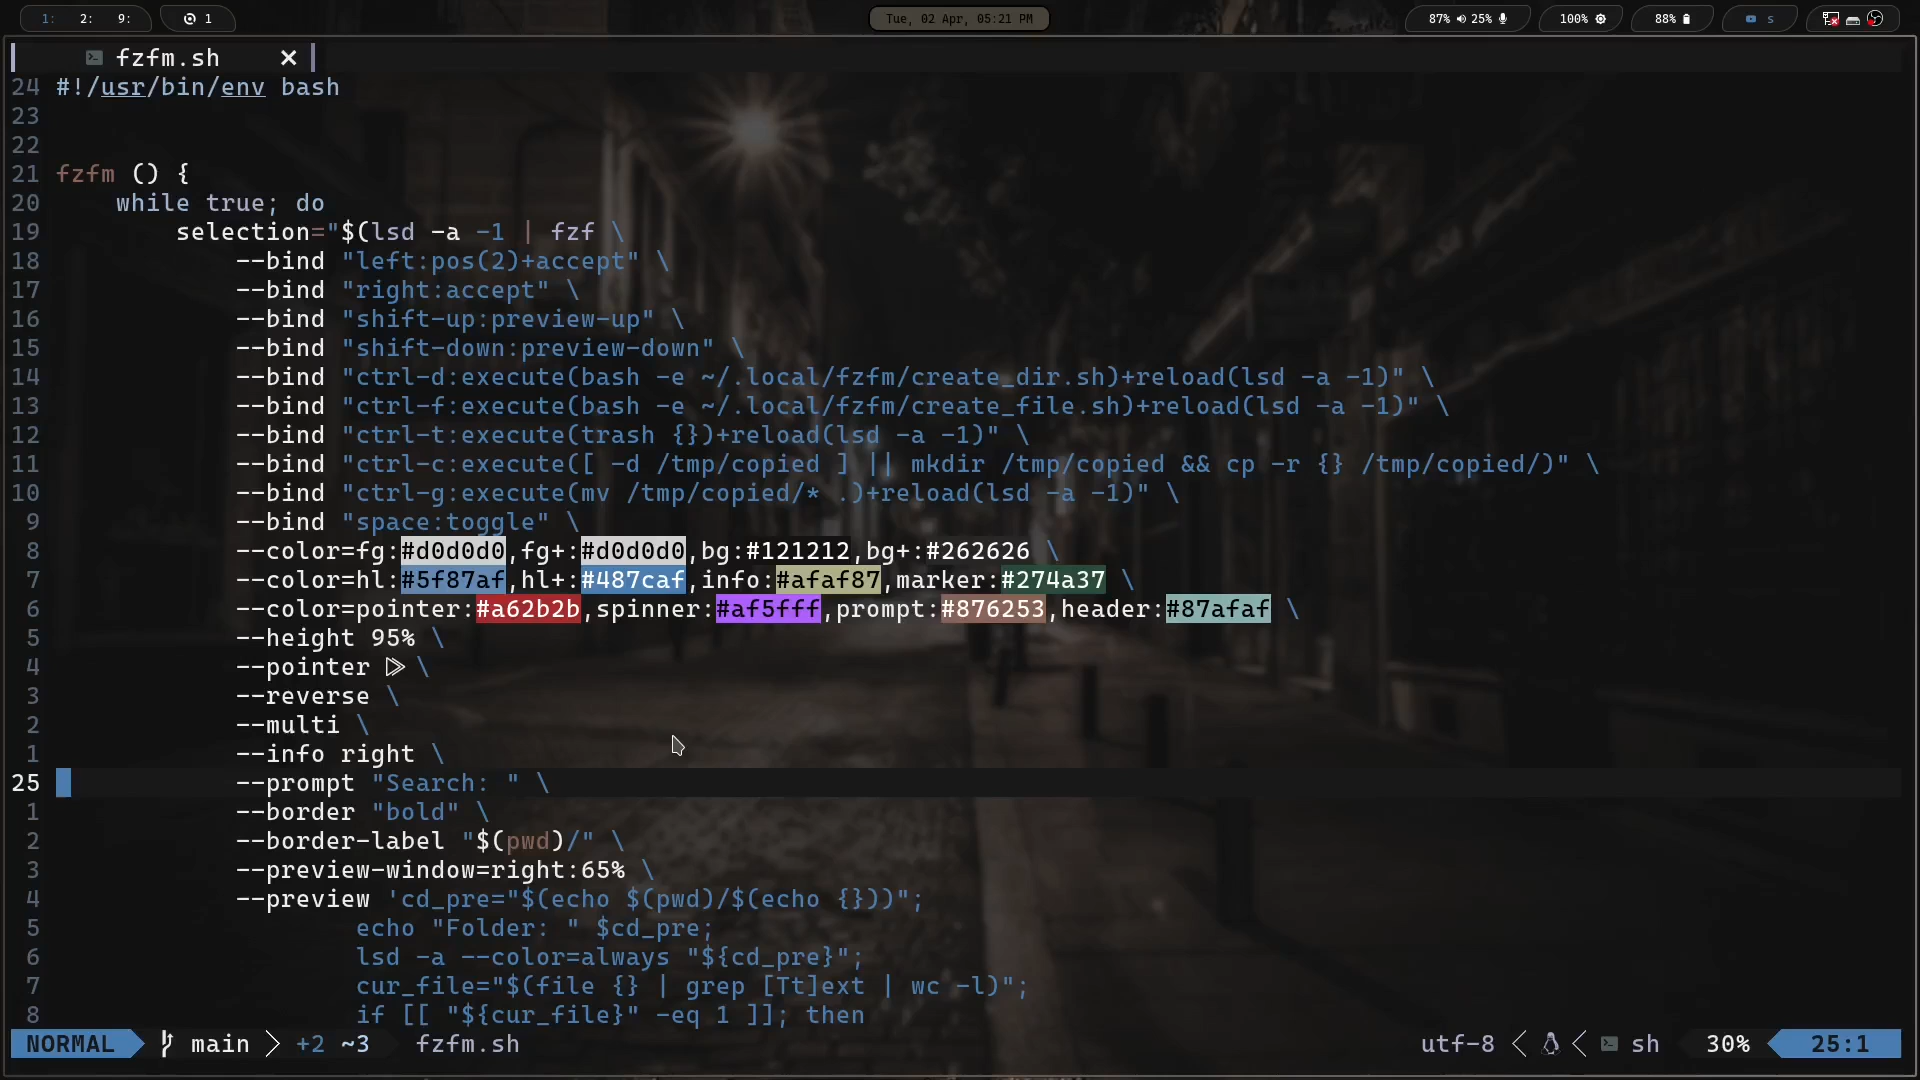 1: 2: 9: 1 Tue, 02 Apr, 05:21 PM 87% 25% 100% 88% s
fzfm.sh ✕
24 #!/usr/bin/env bash
23
22
21 fzfm () {
20 while true; do
19 selection="$(lsd -a -1 | fzf \
18 --bind "left:pos(2)+accept" \
17 --bind "right:accept" \
16 --bind "shift-up:preview-up" \
15 --bind "shift-down:preview-down" \
14 --bind "ctrl-d:execute(bash -e ~/.local/fzfm/create_dir.sh)+reload(lsd -a -1)" \
13 --bind "ctrl-f:execute(bash -e ~/.local/fzfm/create_file.sh)+reload(lsd -a -1)" \
12 --bind "ctrl-t:execute(trash {})+reload(lsd -a -1)" \
11 --bind "ctrl-c:execute([ -d /tmp/copied ] || mkdir /tmp/copied && cp -r {} /tmp/copied/)" \
10 --bind "ctrl-g:execute(mv /tmp/copied/* .)+reload(lsd -a -1)" \
9 --bind "space:toggle" \
8 --color=fg:#d0d0d0,fg+:#d0d0d0,bg:#121212,bg+:#262626 \
7 --color=hl:#5f87af,hl+:#487caf,info:#afaf87,marker:#274a37 \
6 --color=pointer:#a62b2b,spinner:#af5fff,prompt:#876253,header:#87afaf \
5 --height 95% \
4 --pointer ▷ \
3 --reverse \
2 --multi \
1 --info right \
25 --prompt "Search: " \
1 --border "bold" \
2 --border-label "$(pwd)/" \
3 --preview-window=right:65% \
4 --preview 'cd_pre="$(echo $(pwd)/$(echo {}))";
5 echo "Folder: " $cd_pre;
6 lsd -a --color=always "${cd_pre}";
7 cur_file="$(file {} | grep [Tt]ext | wc -l)";
8 if [[ "${cur_file}" -eq 1 ]]; then
NORMAL main +2 ~3 fzfm.sh utf-8 sh 30% 25:1